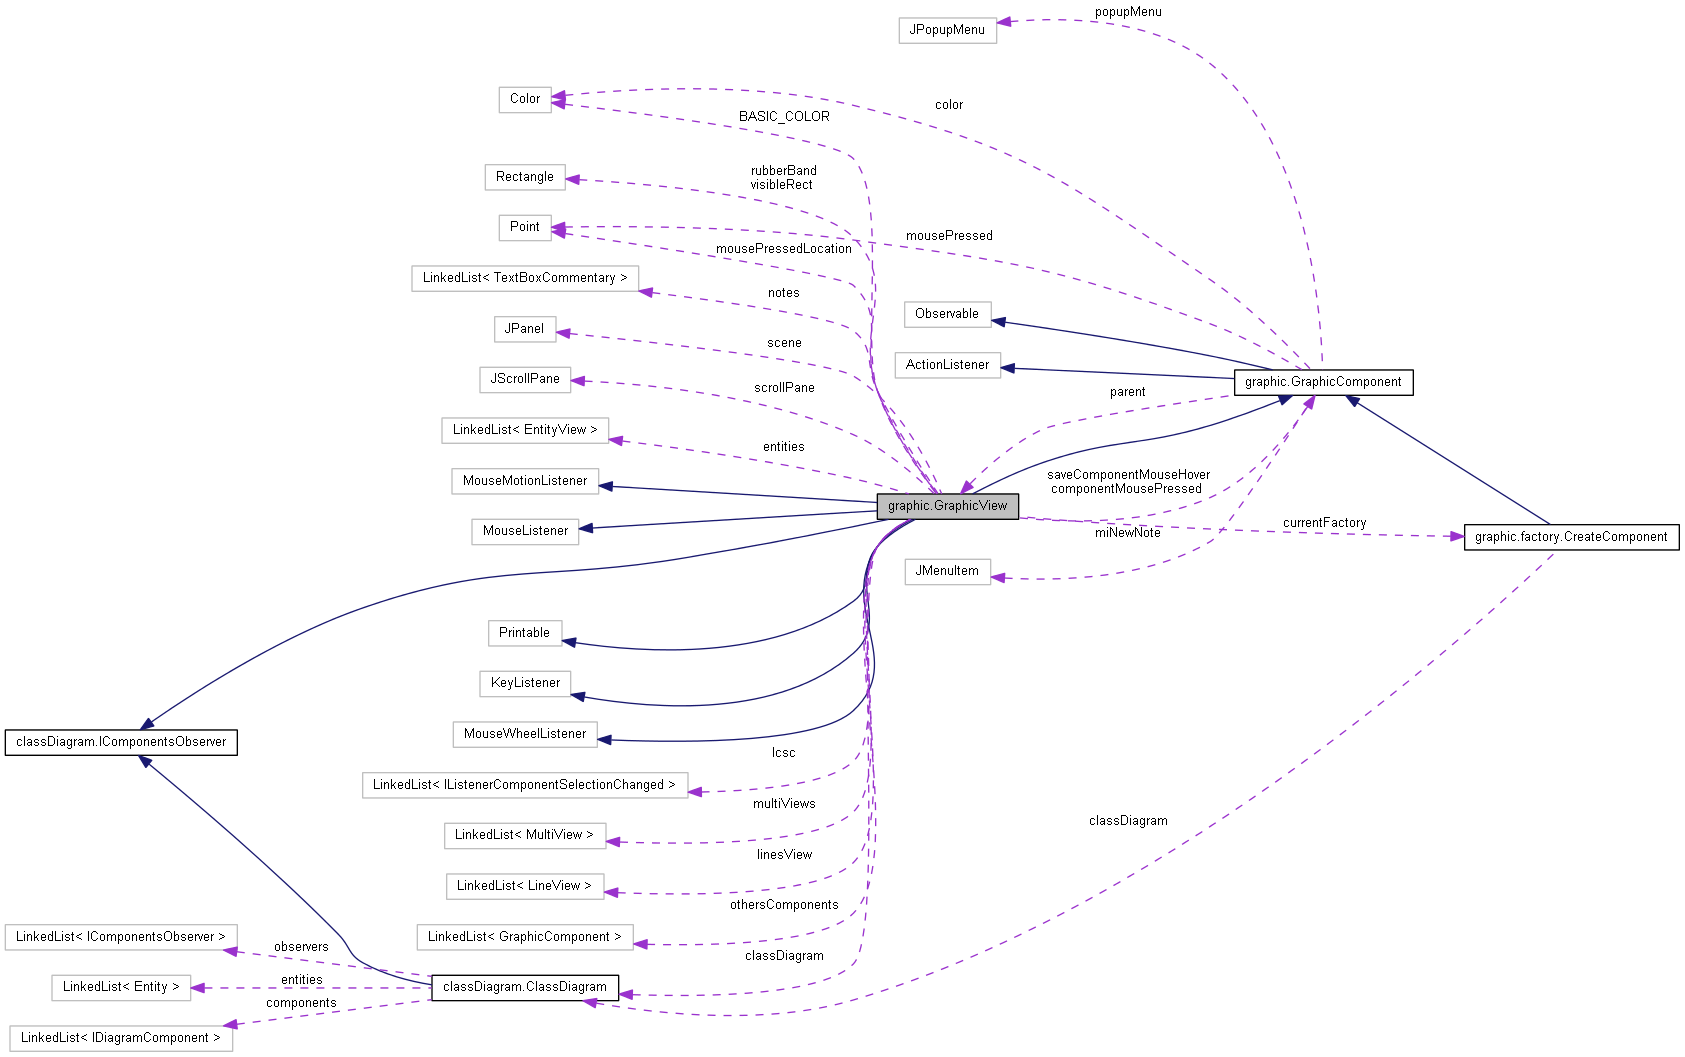 popupMenu
JPopupMenu
Color
color
BASIC_COLOR
rubberBand
visibleRect
Rectangle
Point
mousePressed
mousePressedLocation
LinkedList< TextBoxCommentary >
notes
Observable
JPanel
scene
ActionListener
JScrollPane
scrollPane
graphic.GraphicComponent
parent
LinkedList< EntityView >
entities
MouseMotionListener
saveComponentMouseHover
componentMousePressed
graphic.GraphicView
MouseListener
currentFactory
miNewNote
graphic.factory.CreateComponent
JMenuItem
Printable
KeyListener
MouseWheelListener
classDiagram.IComponentsObserver
lcsc
LinkedList< IListenerComponentSelectionChanged >
multiViews
classDiagram
LinkedList< MultiView >
linesView
LinkedList< LineView >
othersComponents
LinkedList< IComponentsObserver >
LinkedList< GraphicComponent >
observers
classDiagram
entities
LinkedList< Entity >
classDiagram.ClassDiagram
components
LinkedList< IDiagramComponent >